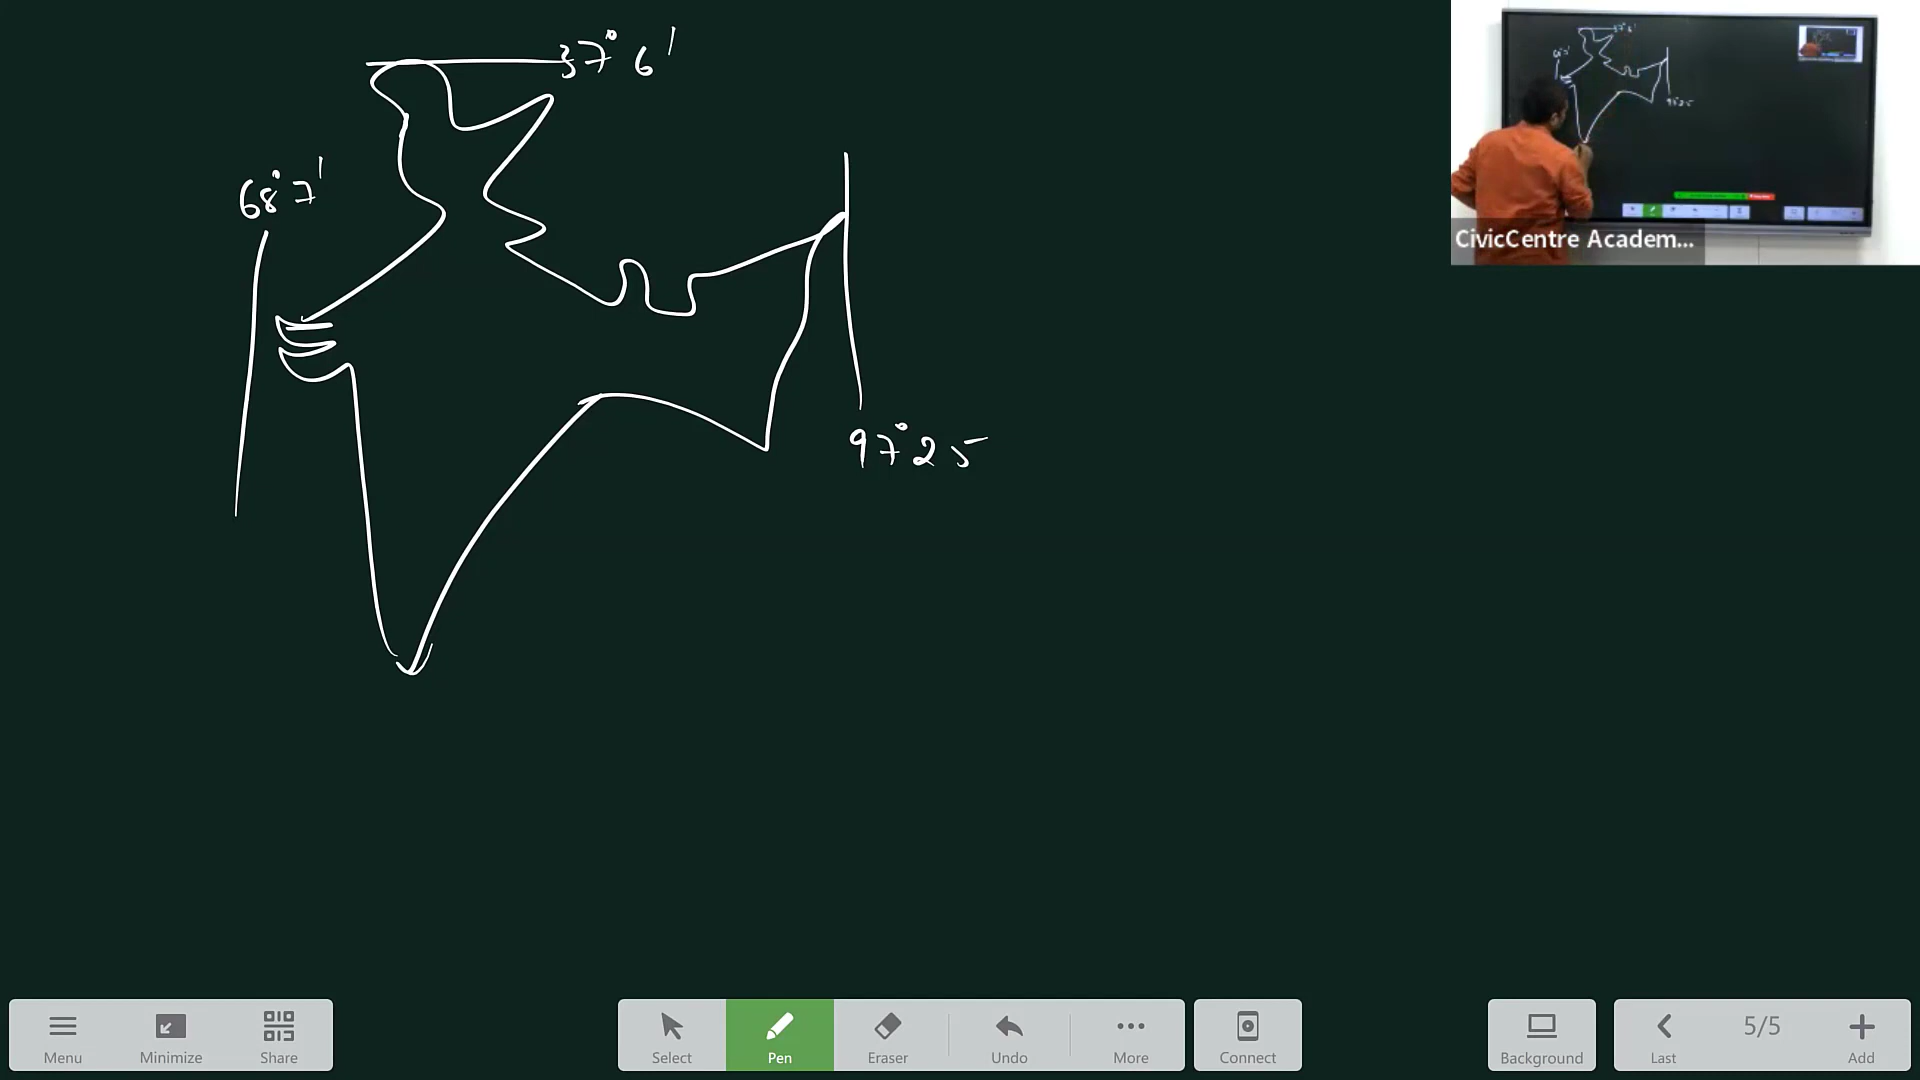 37° 6'
68° 7'
97° 25
CivicCentre Academ...
Menu
Minimize
Share
Select
Pen
Eraser
Undo
More
Connect
Background
Last
5/5
Add